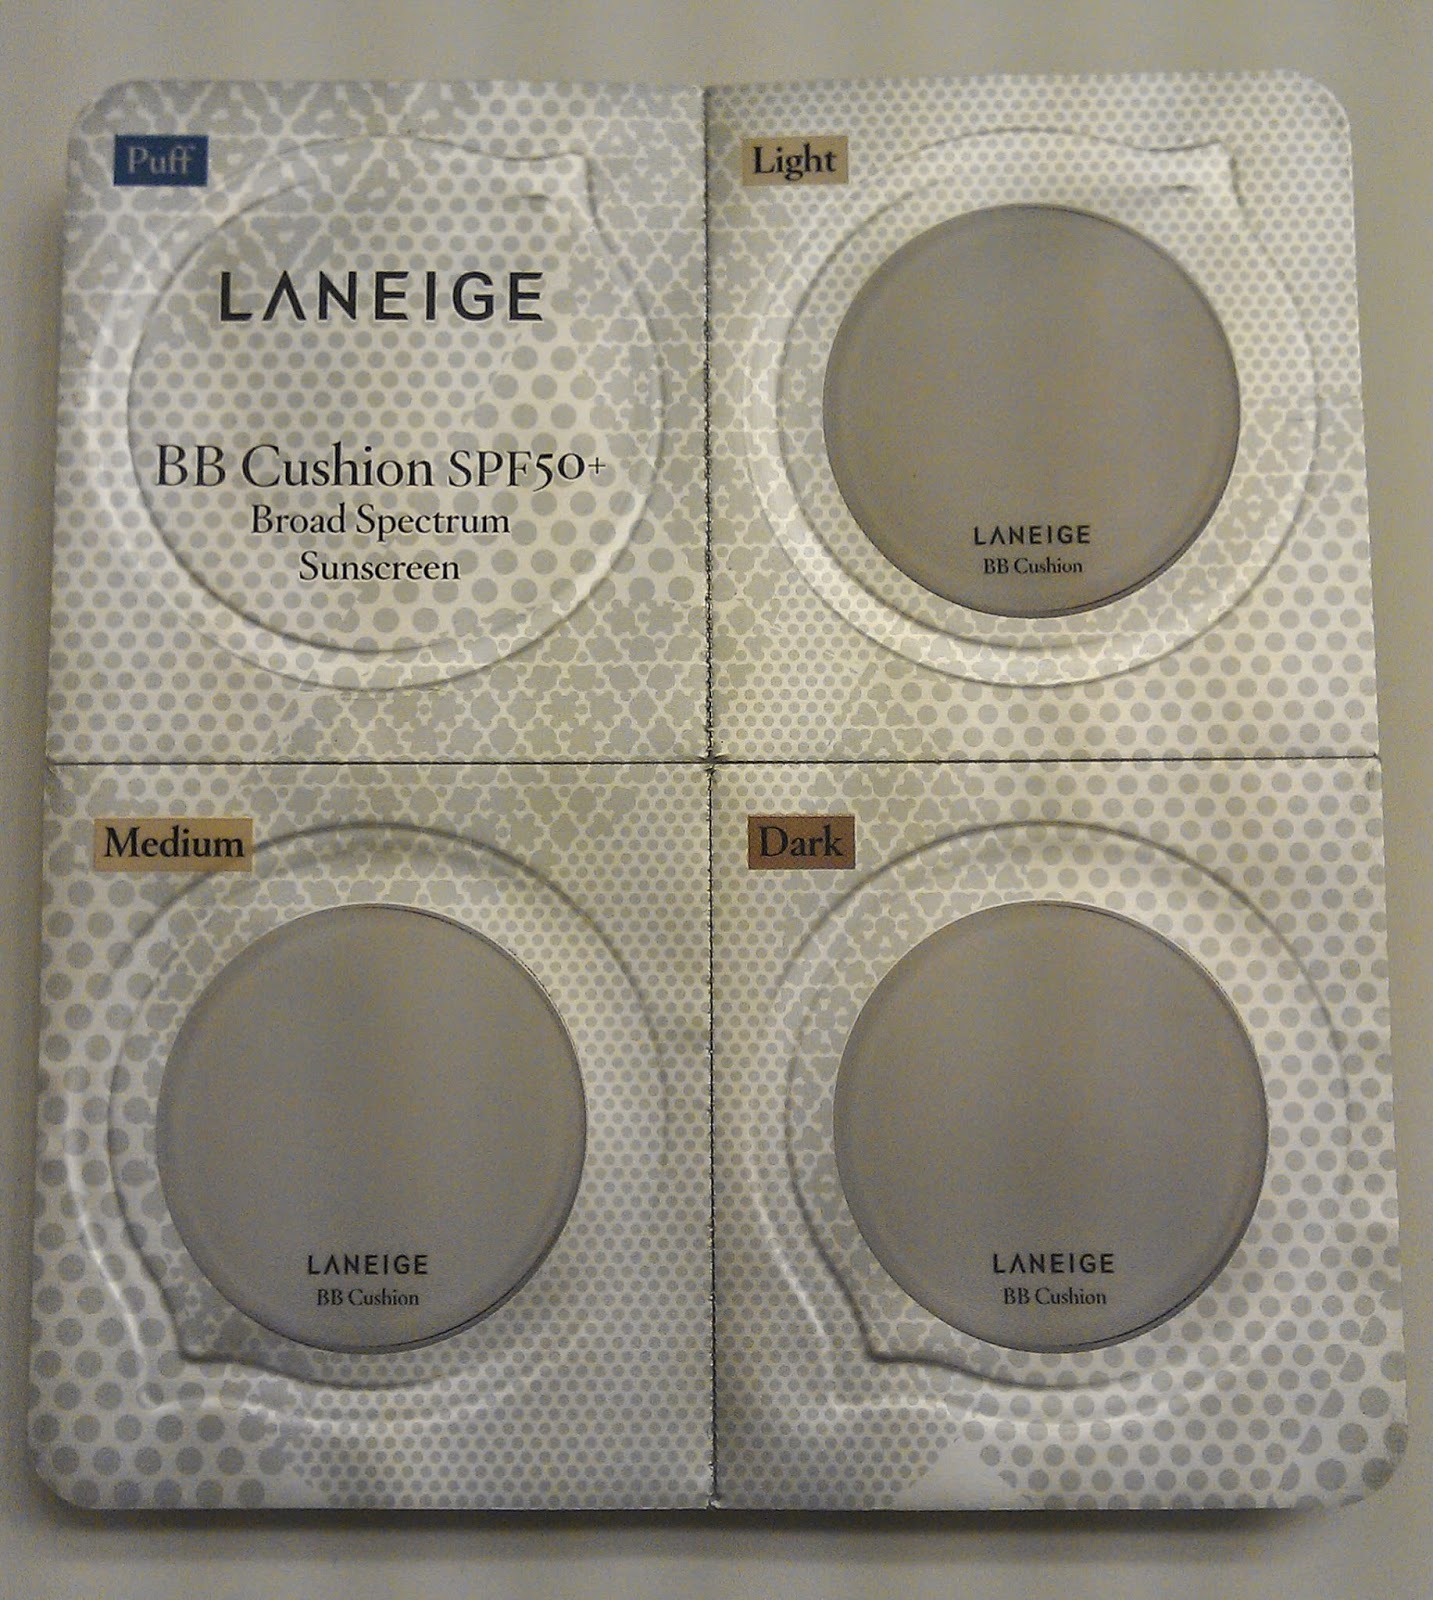 Puff
LANEIGE
BB Cushion SPF50+
Broad Spectrum
Sunscreen
Light
LANEIGE
BB Cushion
Medium
LANEIGE
BB Cushion
Dark
LANEIGE
BB Cushion